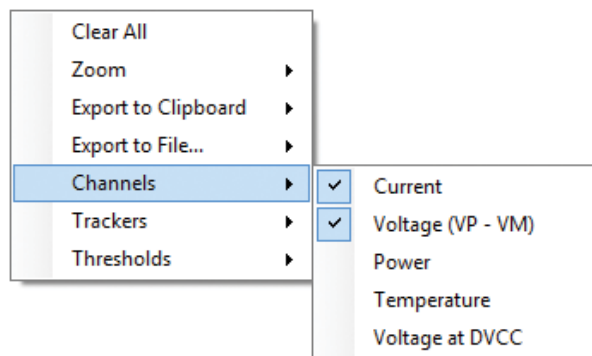 Clear All
Zoom
Export to Clipboard
Export to File...
Channels
Trackers
Thresholds
Current
Voltage (VP - VM)
Power
Temperature
Voltage at DVCC